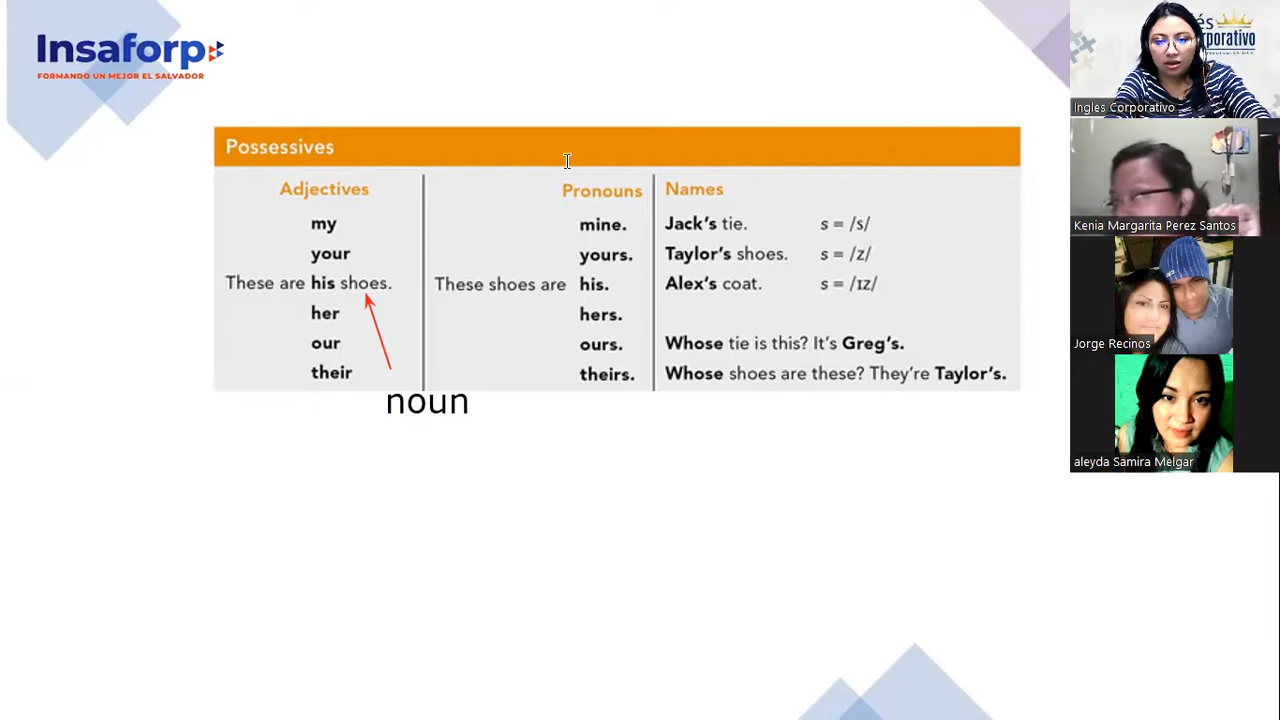 Insaforp
FORMANDO UN MEJOR EL SALVADOR
Possessives
Adjectives
my
your
These are his shoes.
her
our
their
noun
Pronouns
mine.
yours.
These shoes are his.
hers.
ours.
theirs.
Names
Jack's tie. s = /s/
Taylor's shoes. s = /z/
Alex's coat. s = /ɪz/
Whose tie is this? It's Greg's.
Whose shoes are these? They're Taylor's.
Ingles Corporativo
Kenia Margarita Perez Santos
Jorge Recinos
aleyda Samira Melgar